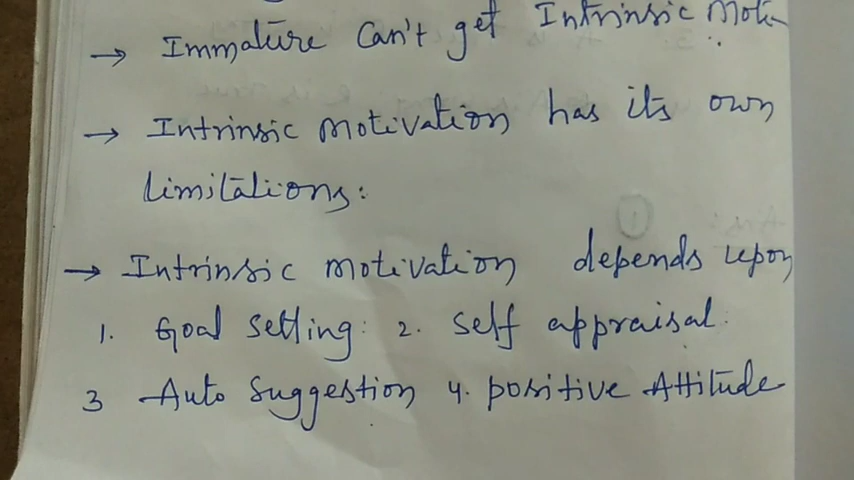 → Immature can't get Intrinsic Motiv
→ Intrinsic motivation has its own
limitations:
→ Intrinsic motivation depends upon
1. Goal setting: 2. self appraisal:
3 Auto suggestion 4. positive Attitude